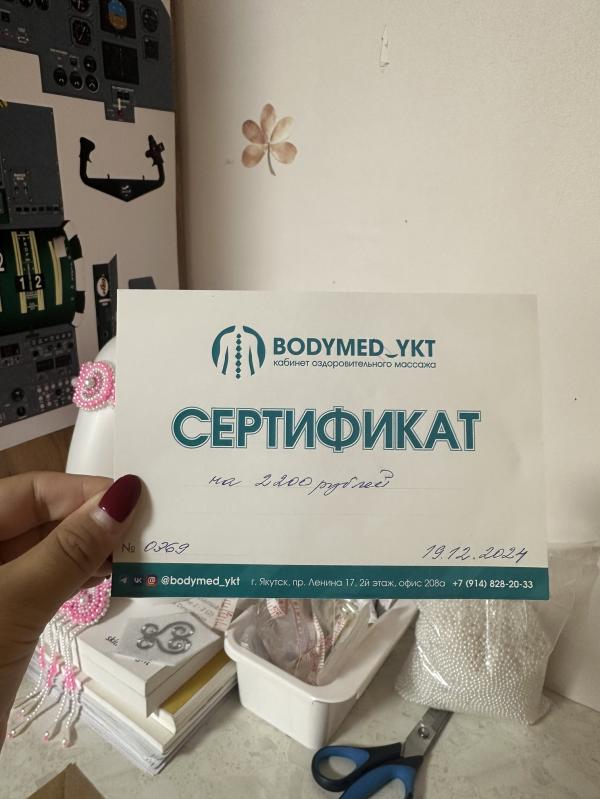 BODYMED_YKT
кабинет оздоровительного массажа
СЕРТИФИКАТ
на 2200 рублей
№ 0369 19.12.2024
@bodymed_ykt г. Якутск, пр. Ленина 17, 2й этаж, офис 208а +7 (914) 828-20-33